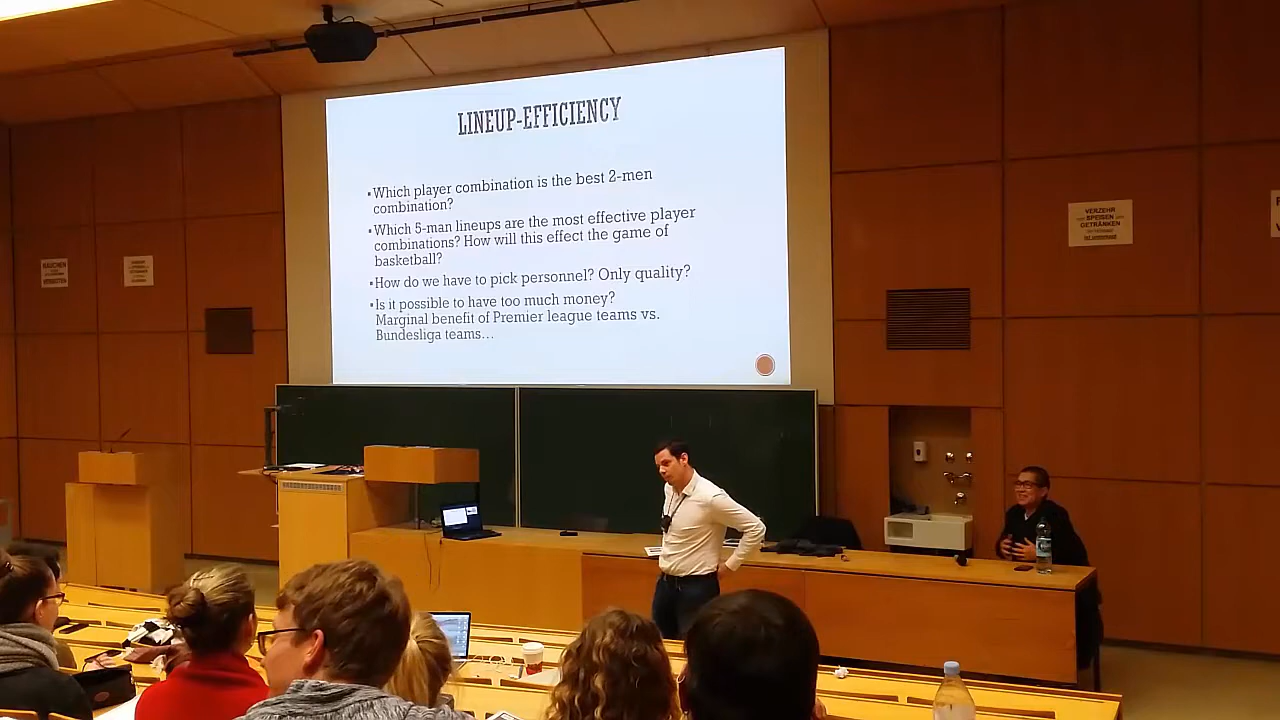 LINEUP-EFFICIENCY
▪Which player combination is the best 2-men
combination?
▪Which 5-man lineups are the most effective player
combinations? How will this effect the game of
basketball?
▪How do we have to pick personnel? Only quality?
▪Is it possible to have too much money?
Marginal benefit of Premier league teams vs.
Bundesliga teams…
VERZEHR
SPEISEN
GETRÄNKEN
RAUCHEN
VERBOTEN